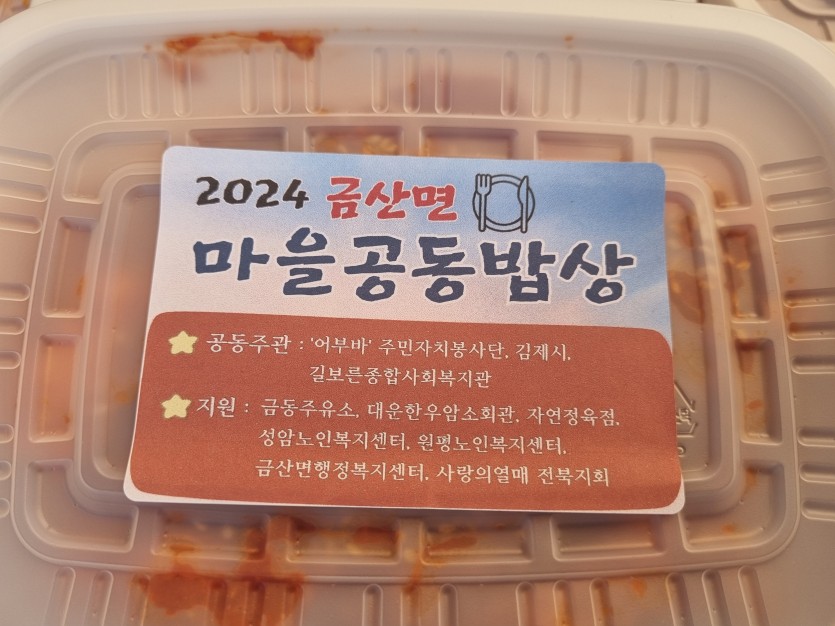 2024 금산면
마을공동밥상
공동주관 : '어부바' 주민자치봉사단, 김제시,
길보른종합사회복지관
지원 : 금동주유소, 대운한우암소회관, 자연정육점,
성암노인복지센터, 원평노인복지센터,
금산면행정복지센터, 사랑의열매 전북지회